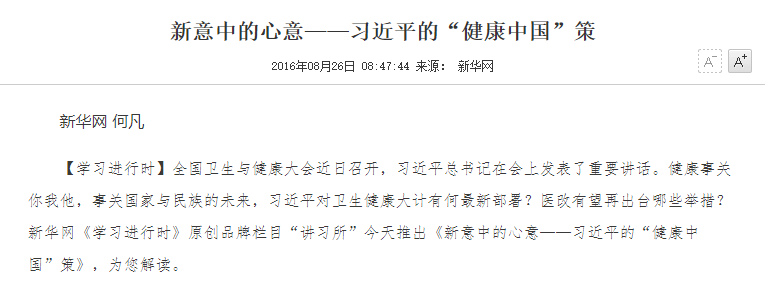 新意中的心意——习近平的“健康中国”策
2016年08月26日 08:47:44 来源： 新华网
A-
A+
新华网 何凡
【学习进行时】全国卫生与健康大会近日召开，习近平总书记在会上发表了重要讲话。健康事关
你我他，事关国家与民族的未来，习近平对卫生健康大计有何最新部署？医改有望再出台哪些举措？
新华网《学习进行时》原创品牌栏目“讲习所”今天推出《新意中的心意——习近平的“健康中
国”策》，为您解读。